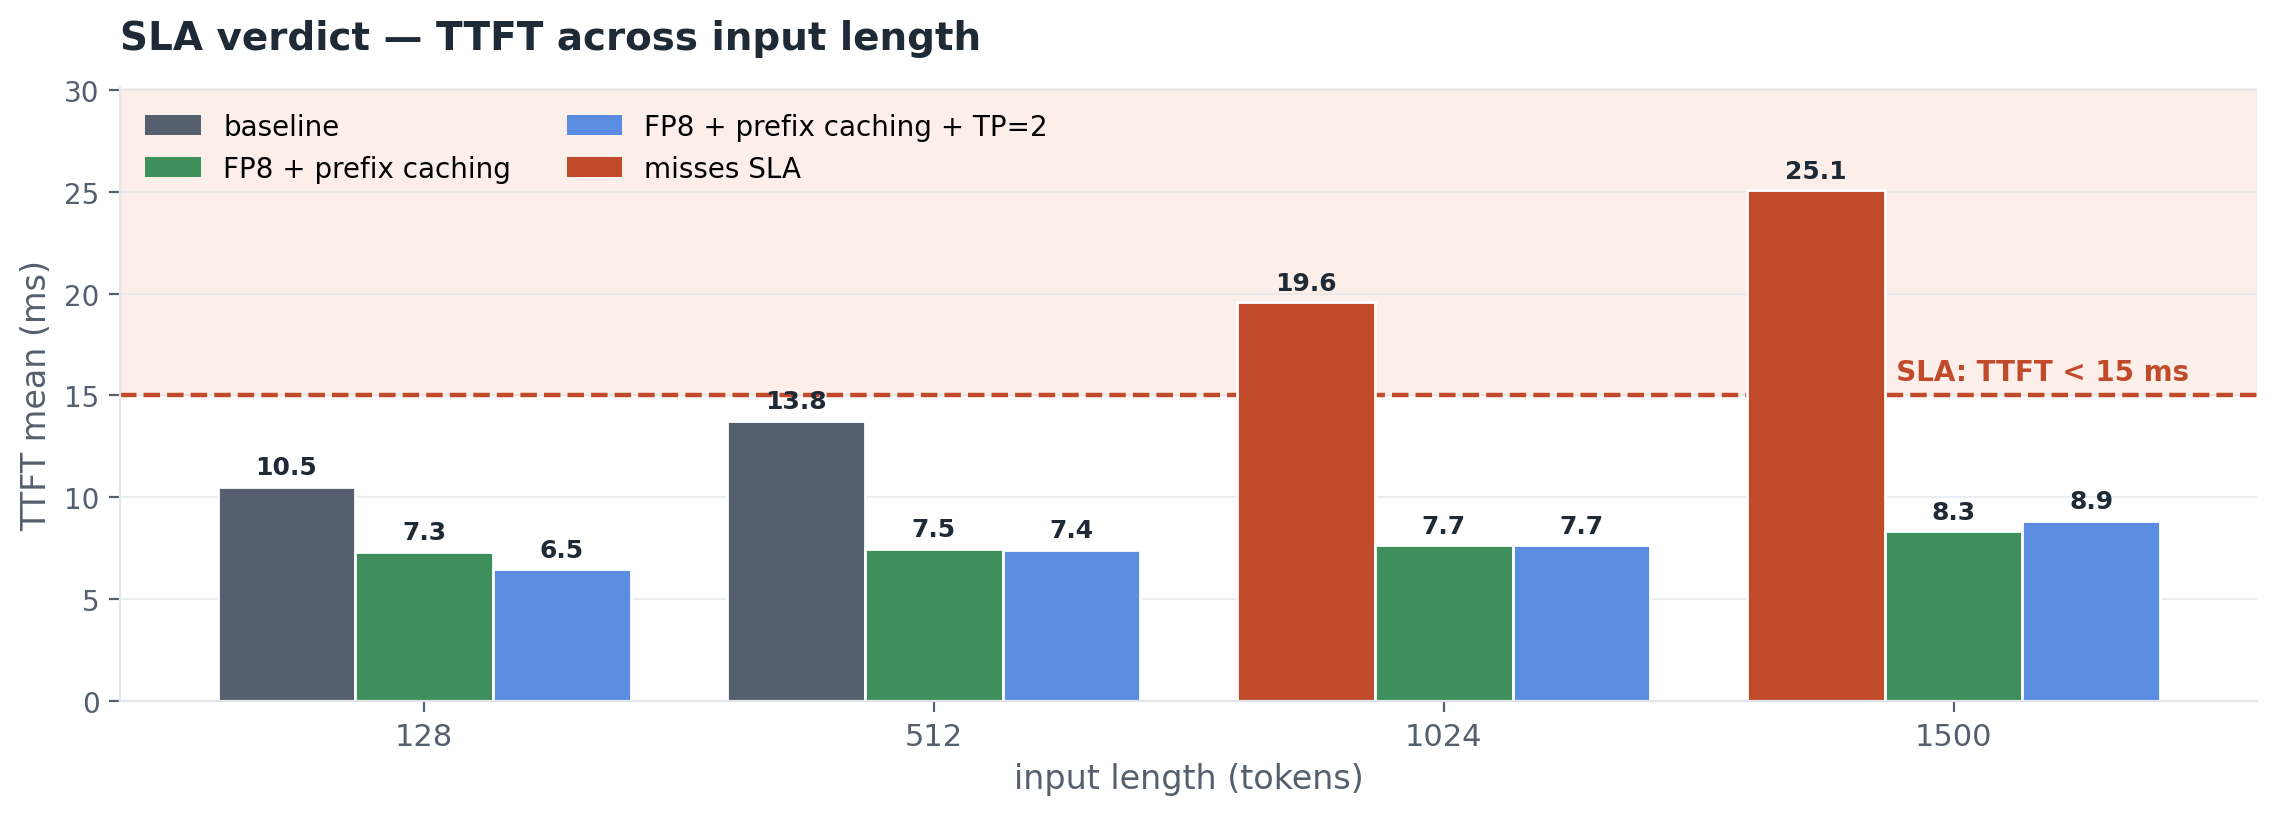 SLA verdict — TTFT across input length
baseline
FP8 + prefix caching
FP8 + prefix caching + TP=2
misses SLA
TTFT mean (ms)
30
25
20
15
10
5
0
SLA: TTFT < 15 ms
10.5
7.3
6.5
13.8
7.5
7.4
19.6
7.7
7.7
25.1
8.3
8.9
128
512
1024
1500
input length (tokens)